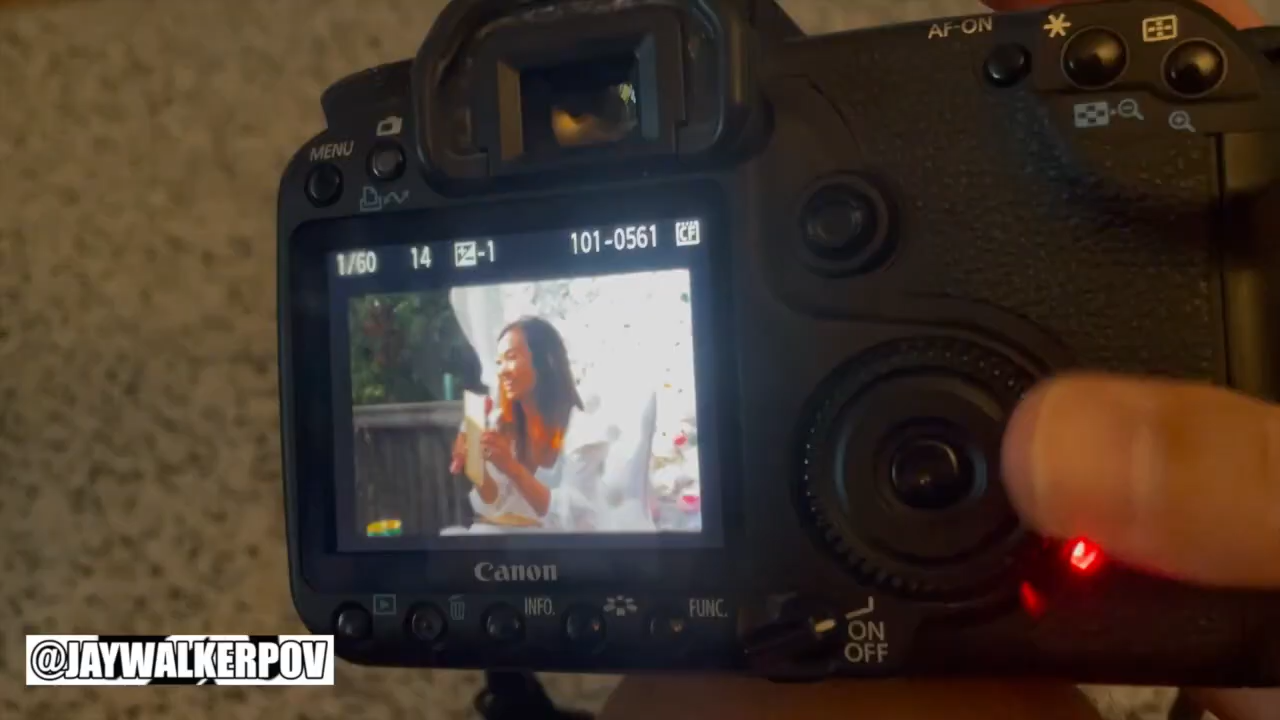 AF-ON
MENU
1/60 14 -1 101-0561 CF
Canon
INFO.
FUNC.
ON
OFF
@JAYWALKERPOV